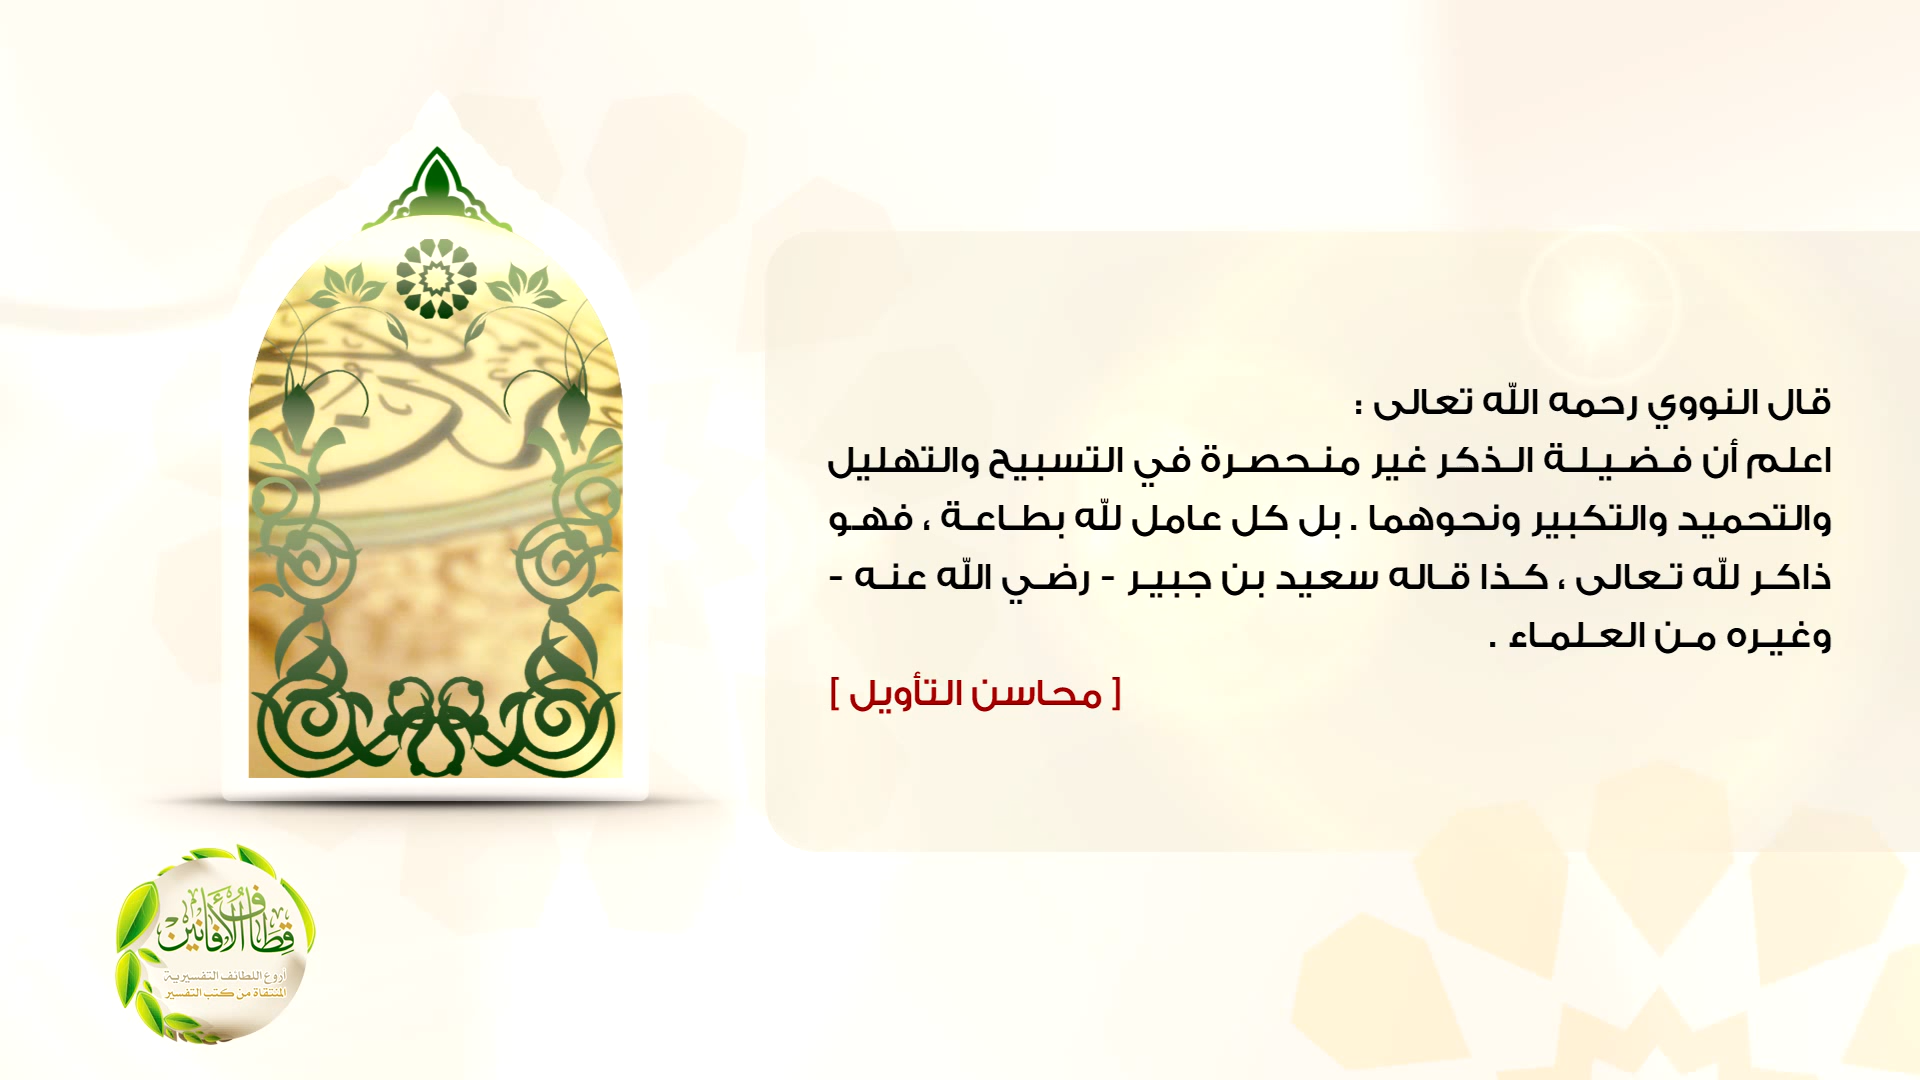 قال النووي رحمه الله تعالى :
اعلم أن فضيلة الذكر غير منحصرة في التسبيح والتهليل
والتحميد والتكبير ونحوهما . بل كل عامل لله بطاعة ، فهو
ذاكر لله تعالى ، كذا قاله سعيد بن جبير - رضي الله عنه -
وغيره من العلماء .
[ محاسن التأويل ]
قطاف الأفانين
أروع اللطائف التفسيرية
المنتقاة من كتب التفسير